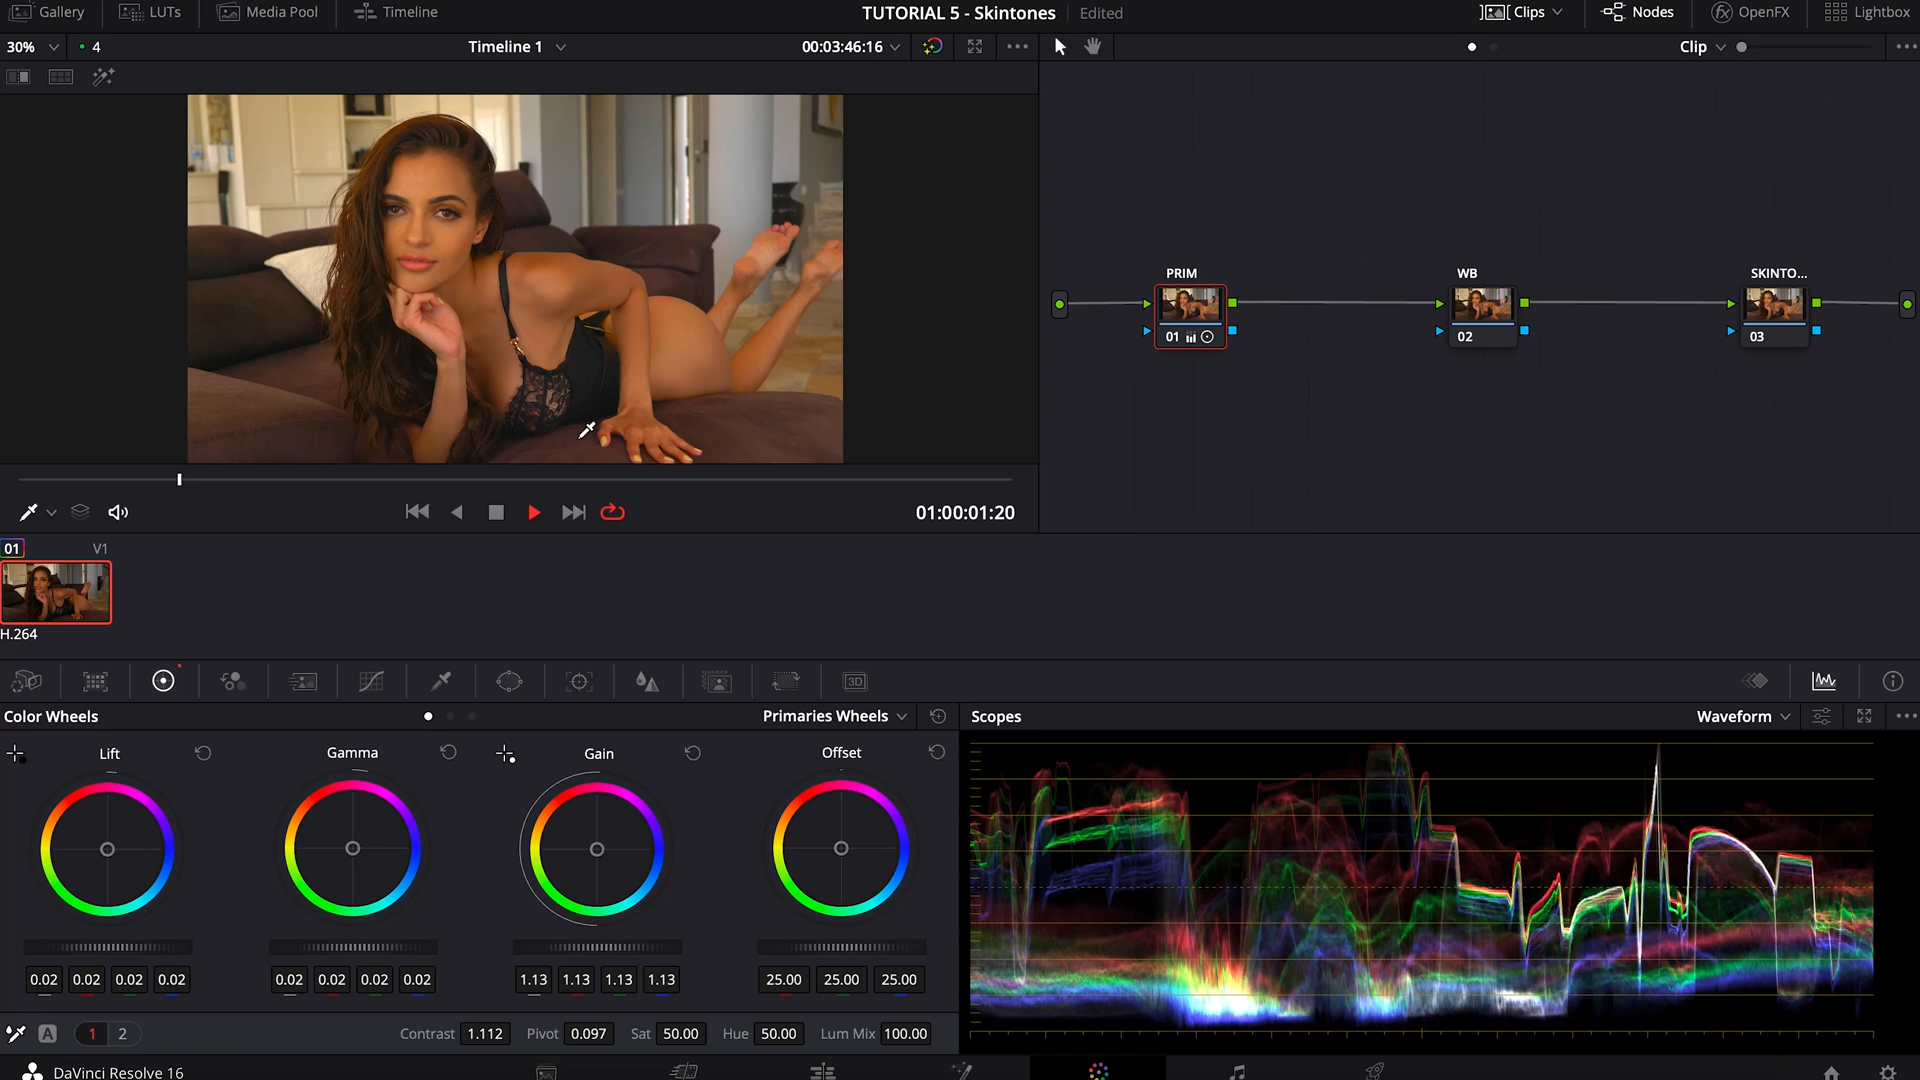 Gallery LUTs Media Pool Timeline TUTORIAL 5 - Skintones Edited Clips Nodes fx OpenFX Lightbox
30% 4 Timeline 1 00:03:46:16 Clip
PRIM WB SKINTO...
01 02 03
01:00:01:20
01 V1
H.264
3D
Color Wheels Primaries Wheels Scopes Waveform
Lift Gamma Gain Offset
0.02 0.02 0.02 0.02 0.02 0.02 0.02 0.02 1.13 1.13 1.13 1.13 25.00 25.00 25.00
A 1 2 Contrast 1.112 Pivot 0.097 Sat 50.00 Hue 50.00 Lum Mix 100.00
DaVinci Resolve 16